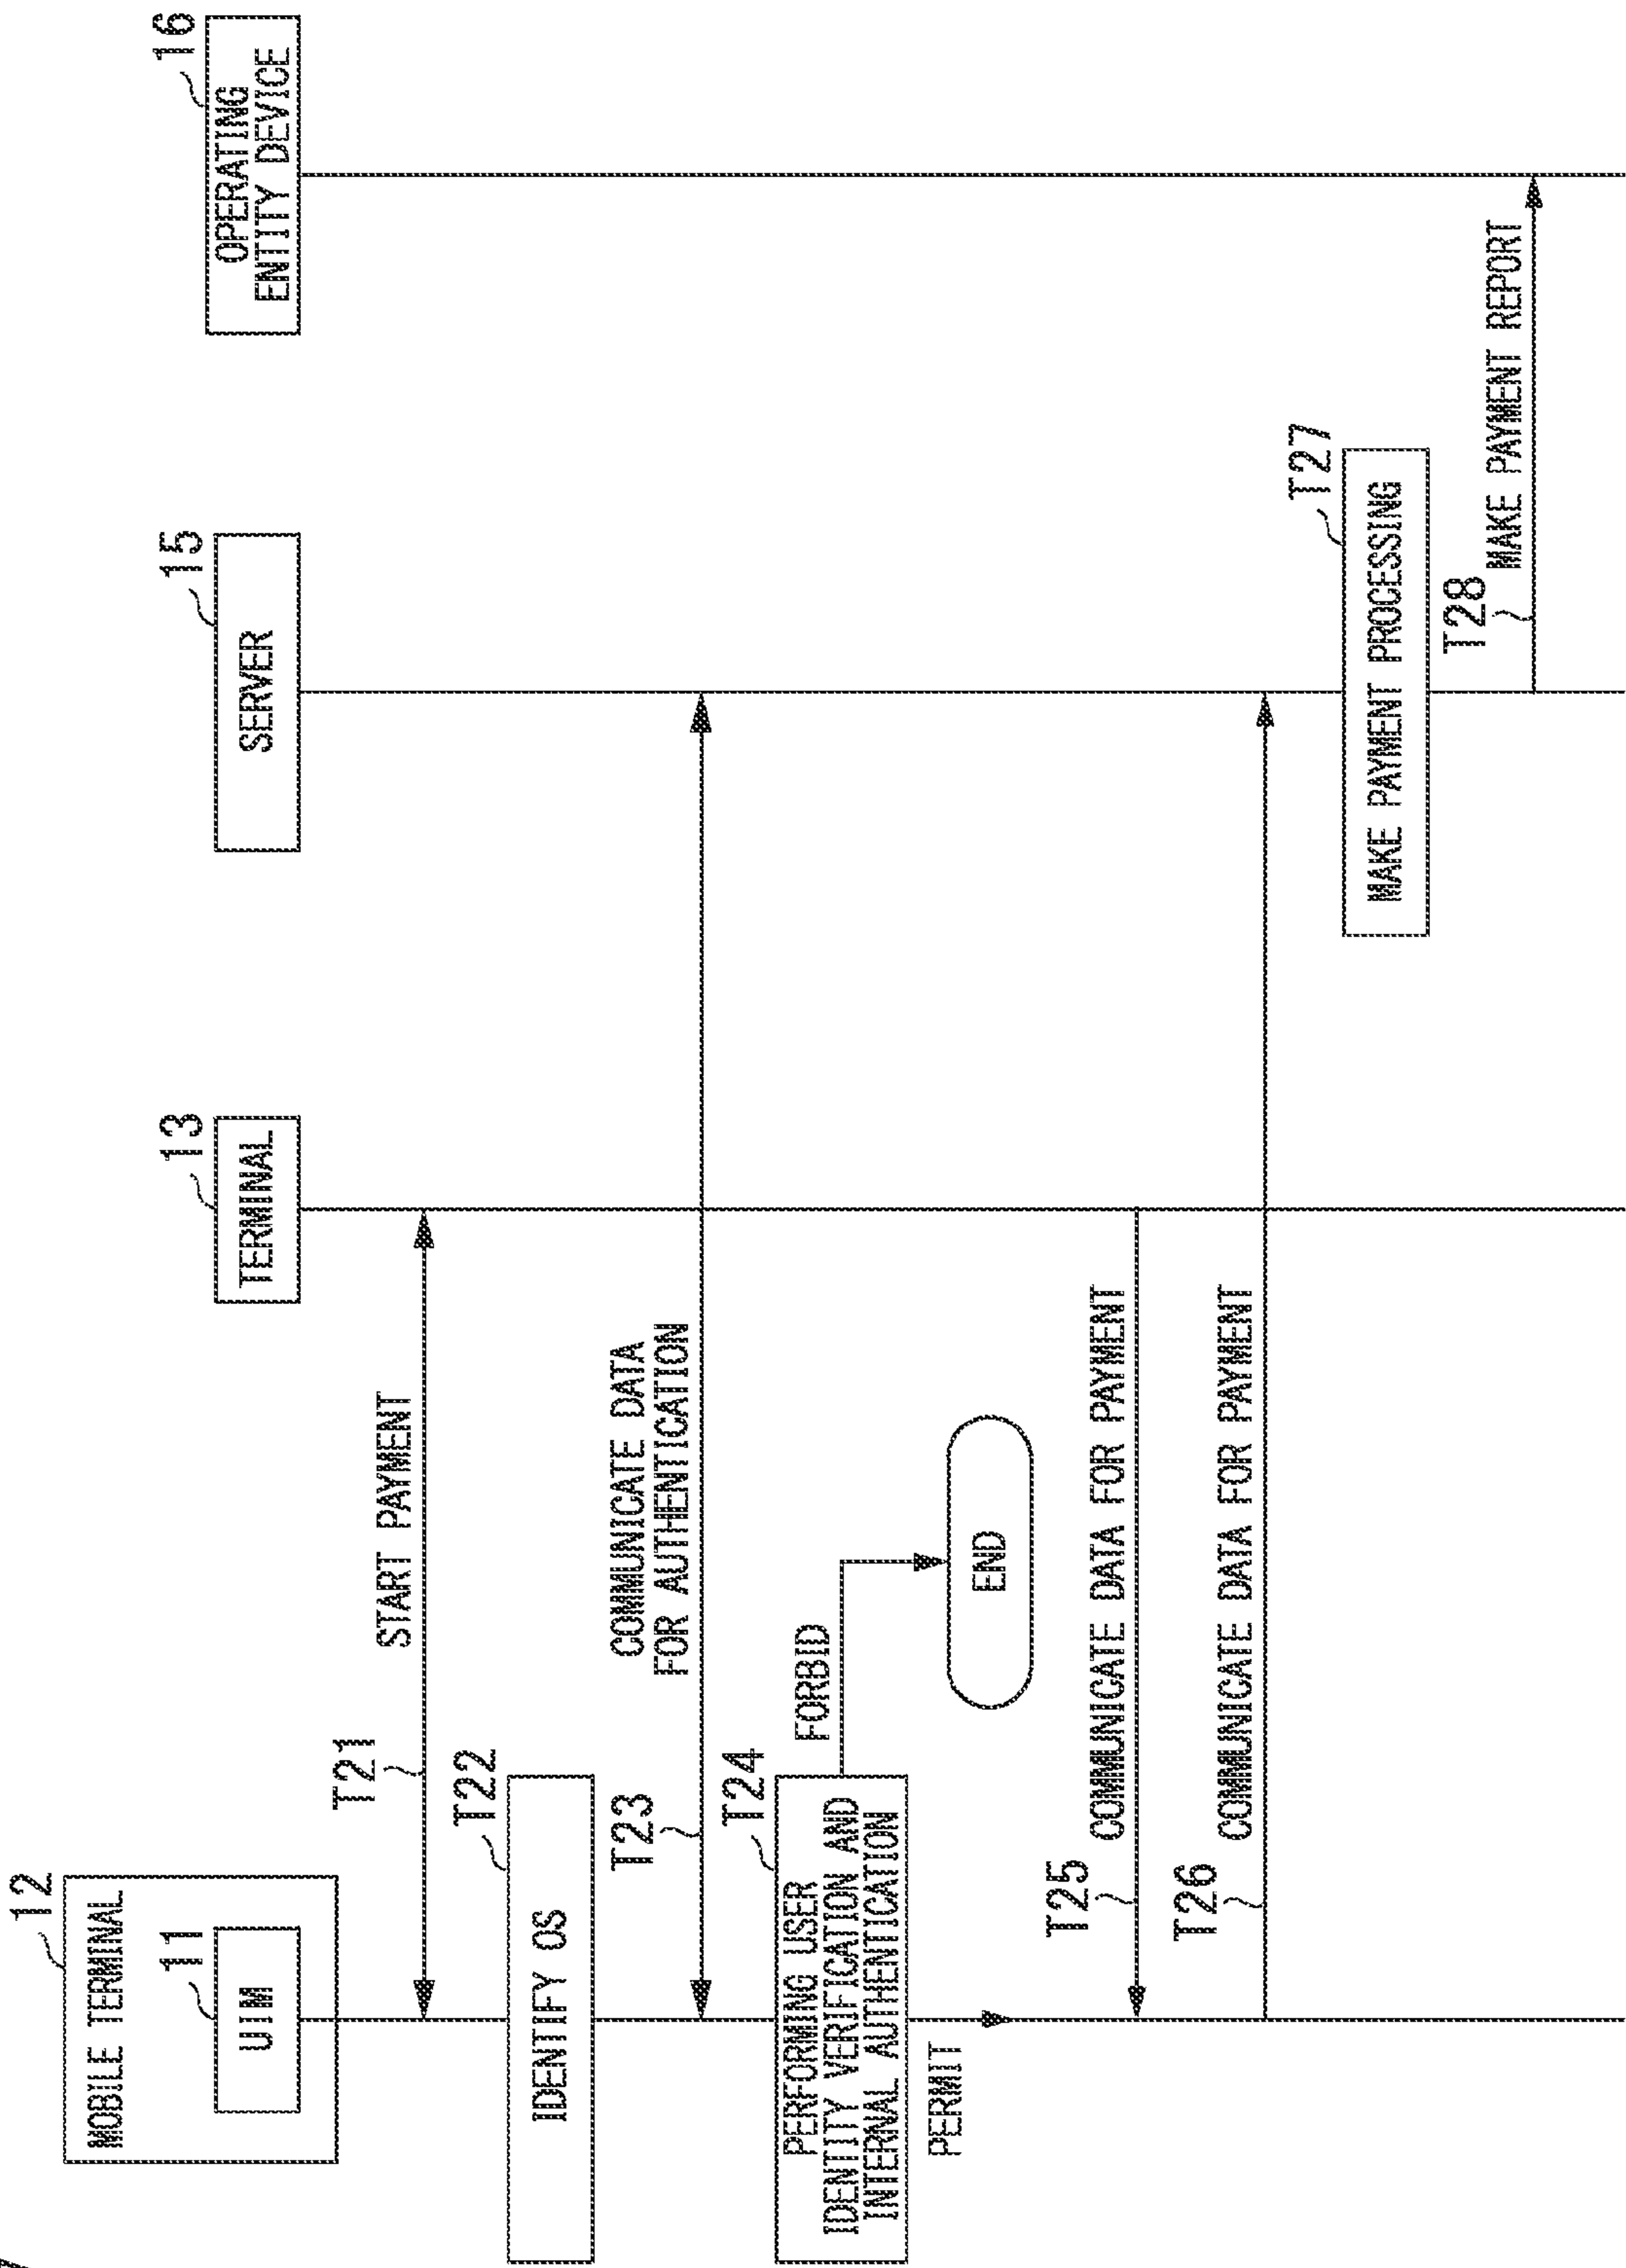 12
MOBILE TERMINAL
11
UIM
13
TERMINAL
15
SERVER
16
OPERATING
ENTITY DEVICE
T21
START PAYMENT
T22
IDENTIFY OS
T23
COMMUNICATE DATA
FOR AUTHENTICATION
T24
PERFORMING USER
IDENTITY VERIFICATION AND
INTERNAL AUTHENTICATION
FORBID
END
PERMIT
T25
COMMUNICATE DATA FOR PAYMENT
T26
COMMUNICATE DATA FOR PAYMENT
T27
MAKE PAYMENT PROCESSING
T28
MAKE PAYMENT REPORT